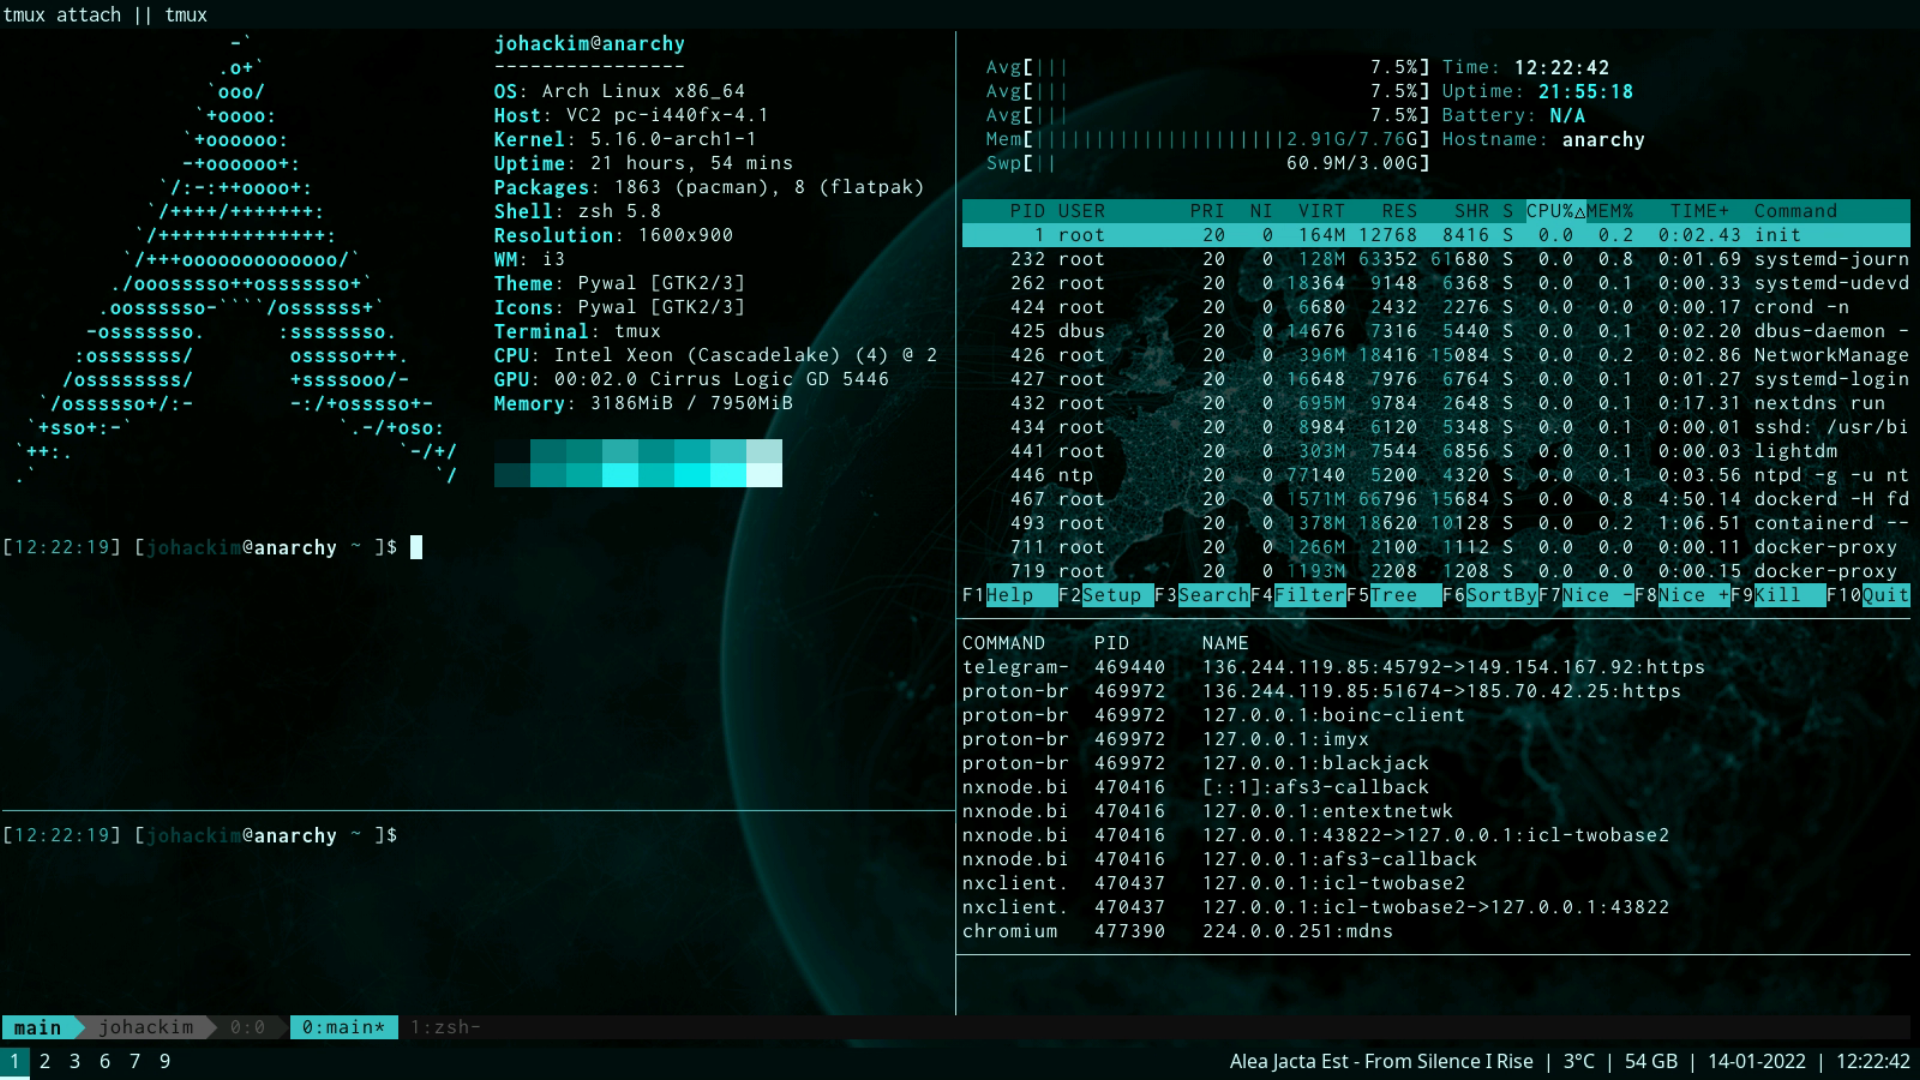 tmux attach || tmux
-`
.o+`
`ooo/
`+oooo:
`+oooooo:
-+oooooo+:
`/:-:++oooo+:
`/++++/+++++++:
`/++++++++++++++:
`/+++ooooooooooooo/`
./ooosssso++osssssso+`
.oossssso-````/ossssss+`
-osssssso.      :ssssssso.
:osssssss/        osssso+++.
/ossssssss/        +ssssooo/-
`/ossssso+/:-        -:/+osssso+-
`+sso+:-`                 `.-/+oso:
`++:.                           `-/+/
.`                                 `/
johackim@anarchy
----------------
OS: Arch Linux x86_64
Host: VC2 pc-i440fx-4.1
Kernel: 5.16.0-arch1-1
Uptime: 21 hours, 54 mins
Packages: 1863 (pacman), 8 (flatpak)
Shell: zsh 5.8
Resolution: 1600x900
WM: i3
Theme: Pywal [GTK2/3]
Icons: Pywal [GTK2/3]
Terminal: tmux
CPU: Intel Xeon (Cascadelake) (4) @ 2
GPU: 00:02.0 Cirrus Logic GD 5446
Memory: 3186MiB / 7950MiB
[12:22:19] [johackim@anarchy ~ ]$
[12:22:19] [johackim@anarchy ~ ]$
Avg[||| 7.5%] Time: 12:22:42
Avg[||| 7.5%] Uptime: 21:55:18
Avg[||| 7.5%] Battery: N/A
Mem[|||||||||||||||||||||2.91G/7.76G] Hostname: anarchy
Swp[|| 60.9M/3.00G]
PID USER PRI NI VIRT RES SHR S CPU%△MEM% TIME+ Command
1 root 20 0 164M 12768 8416 S 0.0 0.2 0:02.43 init
232 root 20 0 128M 63352 61680 S 0.0 0.8 0:01.69 systemd-journ
262 root 20 0 18364 9148 6368 S 0.0 0.1 0:00.33 systemd-udevd
424 root 20 0 6680 2432 2276 S 0.0 0.0 0:00.17 crond -n
425 dbus 20 0 14676 7316 5440 S 0.0 0.1 0:02.20 dbus-daemon -
426 root 20 0 396M 18416 15084 S 0.0 0.2 0:02.86 NetworkManage
427 root 20 0 16648 7976 6764 S 0.0 0.1 0:01.27 systemd-login
432 root 20 0 695M 9784 2648 S 0.0 0.1 0:17.31 nextdns run
434 root 20 0 8984 6120 5348 S 0.0 0.1 0:00.01 sshd: /usr/bi
441 root 20 0 303M 7544 6856 S 0.0 0.1 0:00.03 lightdm
446 ntp 20 0 77140 5200 4320 S 0.0 0.1 0:03.56 ntpd -g -u nt
467 root 20 0 1571M 66796 15684 S 0.0 0.8 4:50.14 dockerd -H fd
493 root 20 0 1378M 18620 10128 S 0.0 0.2 1:06.51 containerd --
711 root 20 0 1266M 2100 1112 S 0.0 0.0 0:00.11 docker-proxy
719 root 20 0 1193M 2208 1208 S 0.0 0.0 0:00.15 docker-proxy
F1Help F2Setup F3SearchF4FilterF5Tree F6SortByF7Nice -F8Nice +F9Kill F10Quit
COMMAND PID NAME
telegram- 469440 136.244.119.85:45792->149.154.167.92:https
proton-br 469972 136.244.119.85:51674->185.70.42.25:https
proton-br 469972 127.0.0.1:boinc-client
proton-br 469972 127.0.0.1:imyx
proton-br 469972 127.0.0.1:blackjack
nxnode.bi 470416 [::1]:afs3-callback
nxnode.bi 470416 127.0.0.1:entextnetwk
nxnode.bi 470416 127.0.0.1:43822->127.0.0.1:icl-twobase2
nxnode.bi 470416 127.0.0.1:afs3-callback
nxclient. 470437 127.0.0.1:icl-twobase2
nxclient. 470437 127.0.0.1:icl-twobase2->127.0.0.1:43822
chromium 477390 224.0.0.251:mdns
main johackim 0:0 0:main* 1:zsh-
1 2 3 6 7 9 Alea Jacta Est - From Silence I Rise | 3°C | 54 GB | 14-01-2022 | 12:22:42